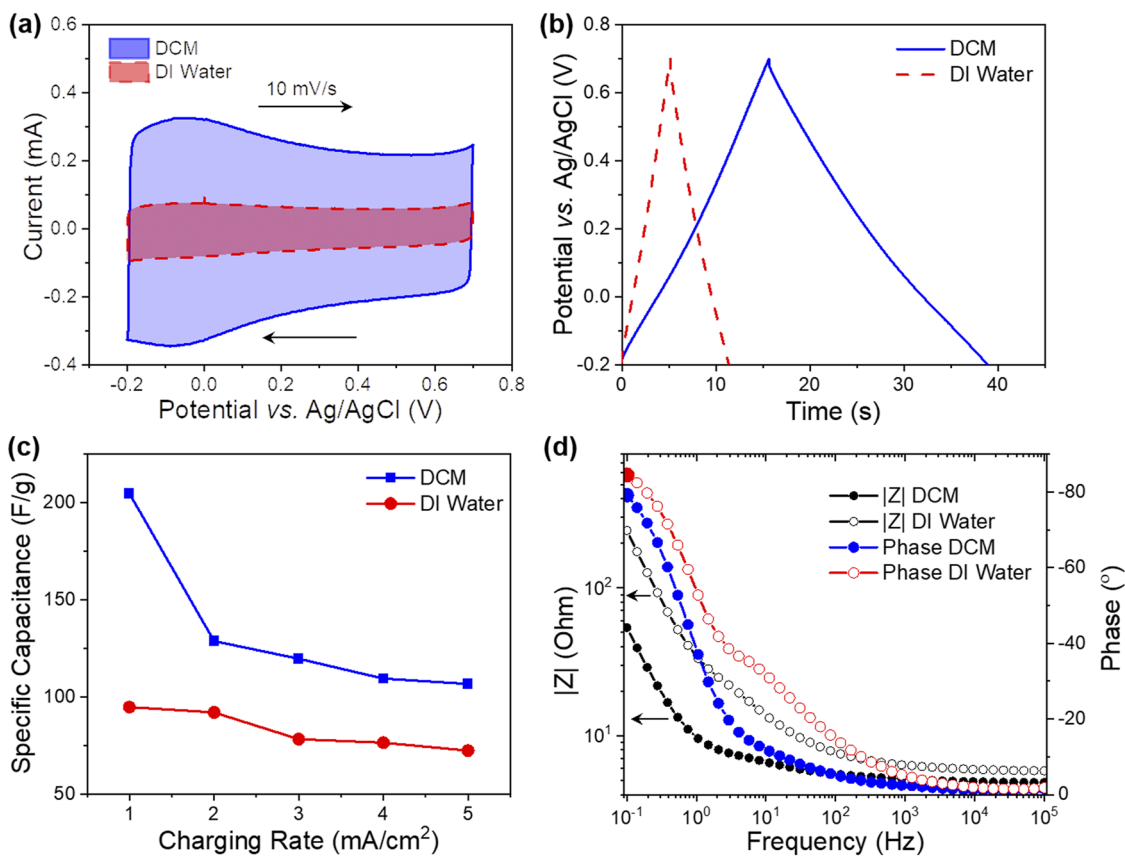 (a)
0.6
0.4
0.2
0.0
-0.2
-0.4
Current (mA)
DCM
DI Water
10 mV/s
-0.2 0.0 0.2 0.4 0.6 0.8
Potential vs. Ag/AgCl (V)
(b)
0.8
0.6
0.4
0.2
0.0
-0.2
Potential vs. Ag/AgCl (V)
DCM
DI Water
0 10 20 30 40
Time (s)
(c)
200
150
100
50
Specific Capacitance (F/g)
DCM
DI Water
1 2 3 4 5
Charging Rate (mA/cm²)
(d)
10²
10¹
|Z| (Ohm)
|Z| DCM
|Z| DI Water
Phase DCM
Phase DI Water
-80
-60
-40
-20
0
Phase (°)
10⁻¹ 10⁰ 10¹ 10² 10³ 10⁴ 10⁵
Frequency (Hz)